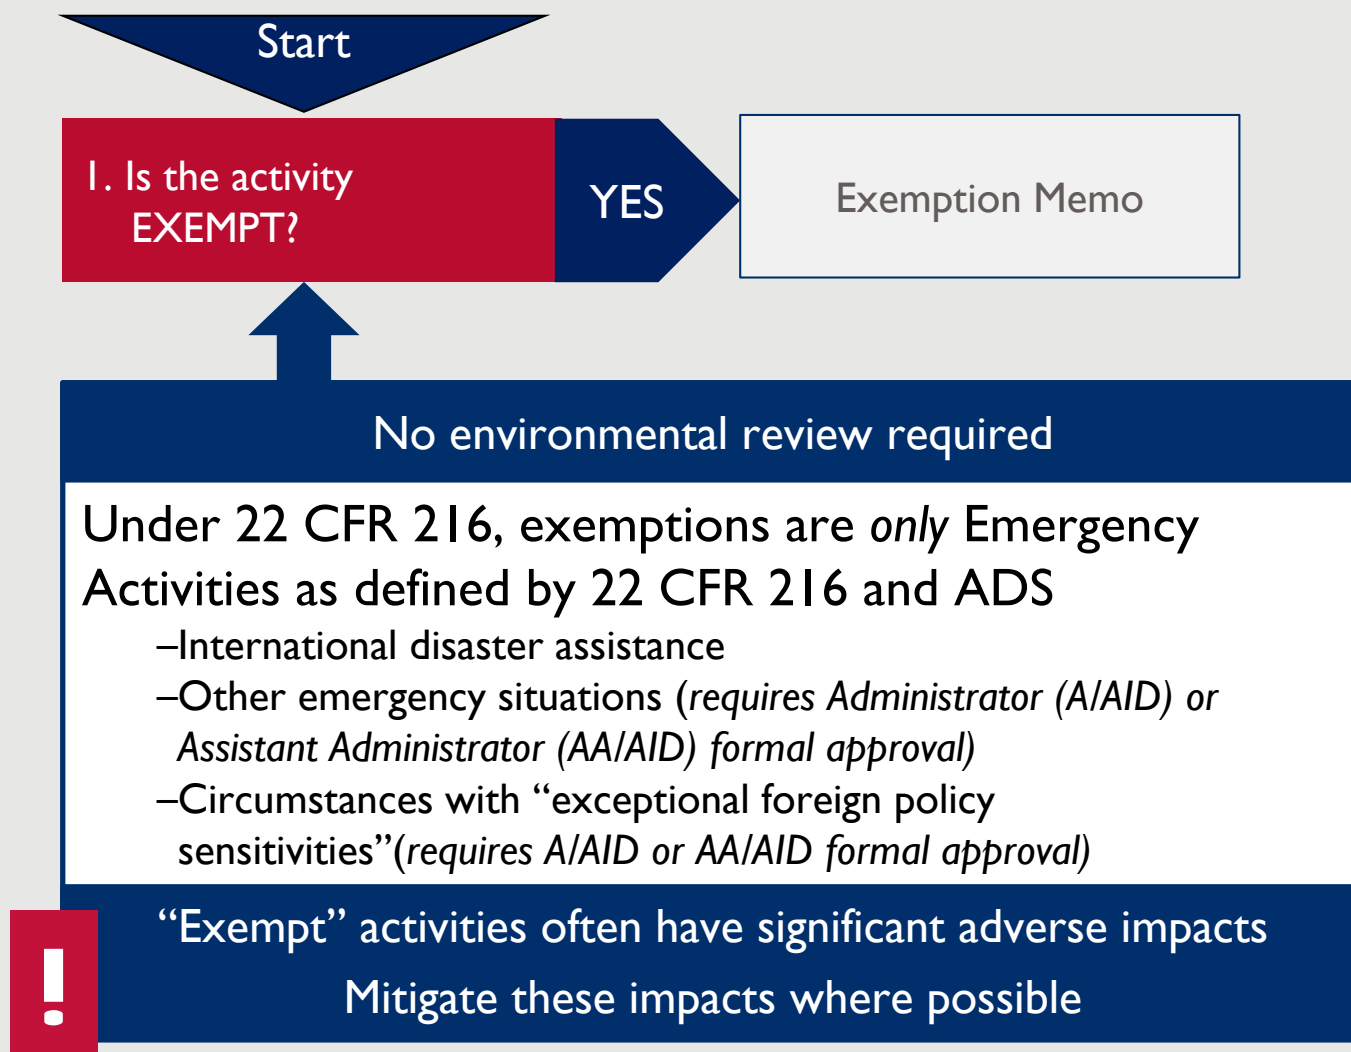 Start
1. Is the activity
EXEMPT?
YES
Exemption Memo
No environmental review required
Under 22 CFR 216, exemptions are only Emergency
Activities as defined by 22 CFR 216 and ADS
–International disaster assistance
–Other emergency situations (requires Administrator (A/AID) or
Assistant Administrator (AA/AID) formal approval)
–Circumstances with “exceptional foreign policy
sensitivities”(requires A/AID or AA/AID formal approval)
“Exempt” activities often have significant adverse impacts
Mitigate these impacts where possible
!